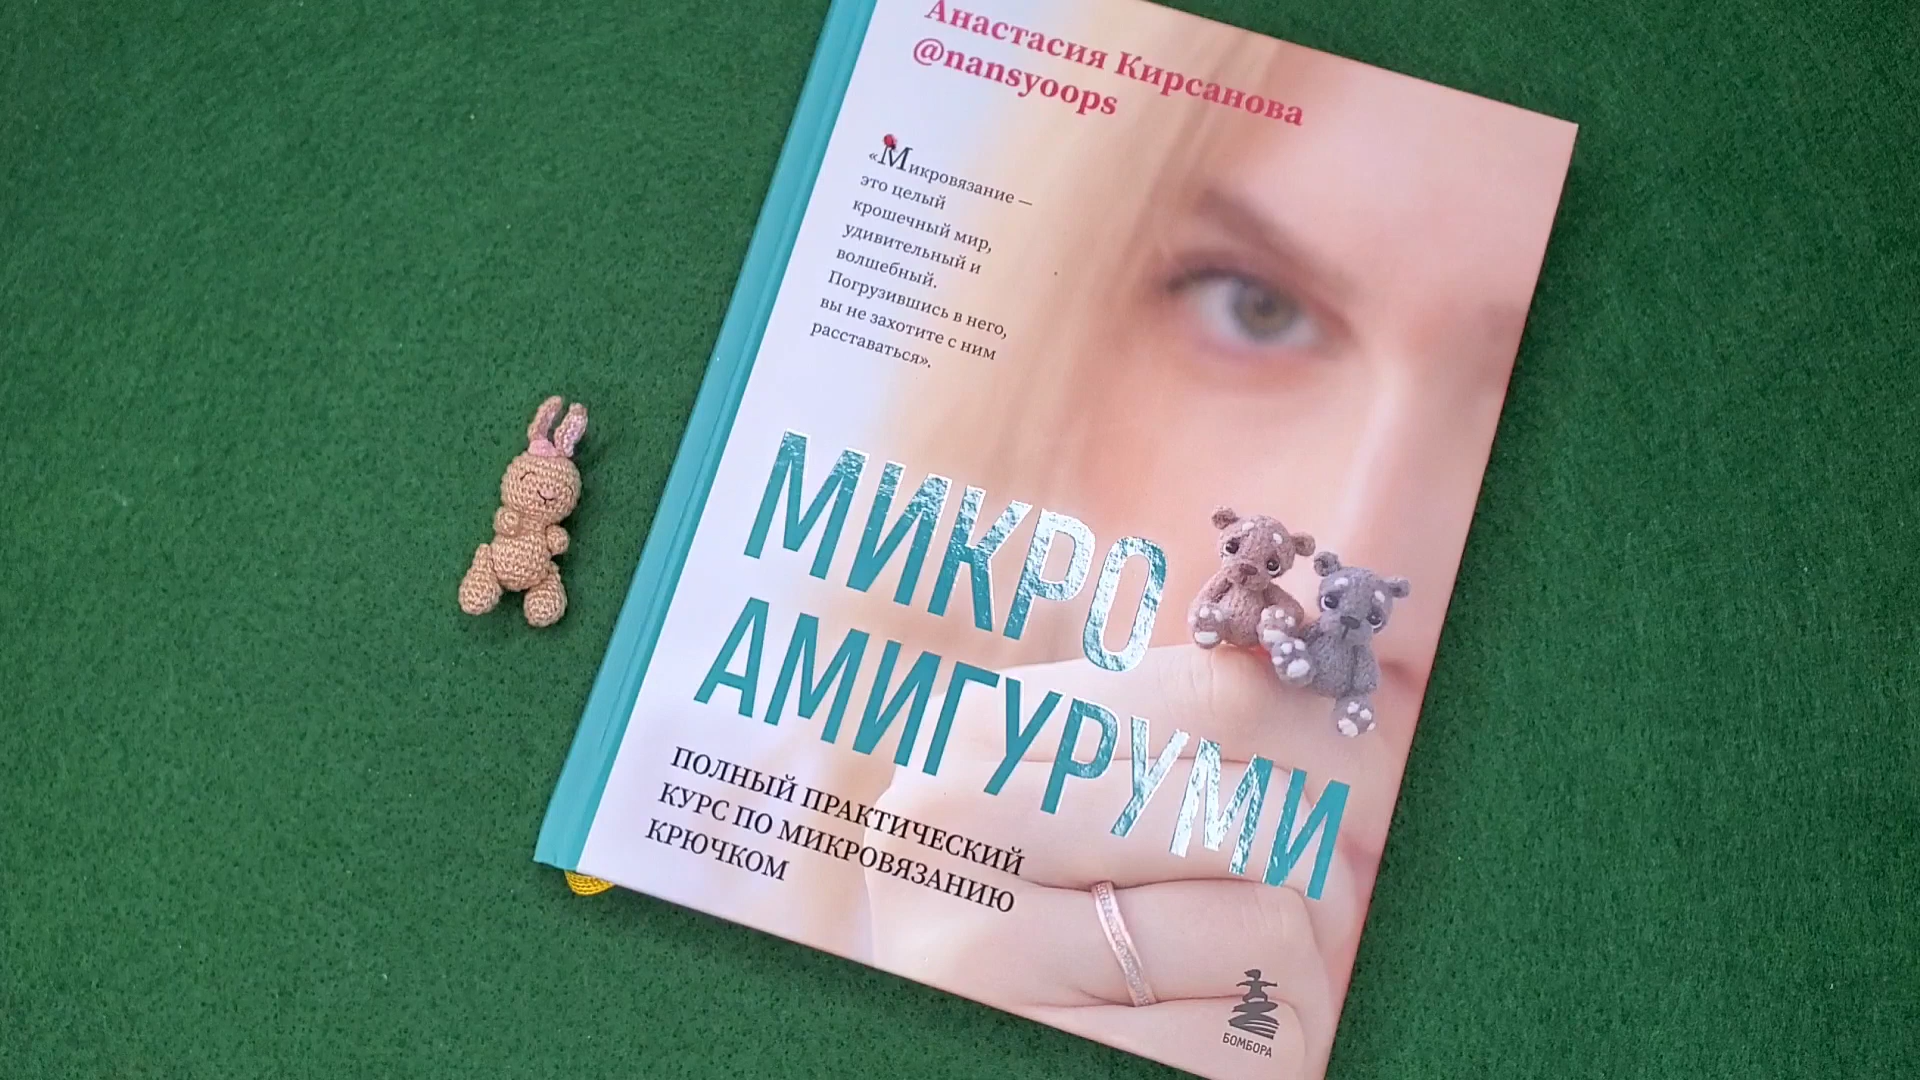 Анастасия Кирсанова
@nansyoops
«Микровязание —
это целый
крошечный мир,
удивительный и
волшебный.
Погрузившись в него,
вы не захотите с ним
расставаться».
МИКРО
АМИГУРУМИ
ПОЛНЫЙ ПРАКТИЧЕСКИЙ
КУРС ПО МИКРОВЯЗАНИЮ
КРЮЧКОМ
БОМБОРА